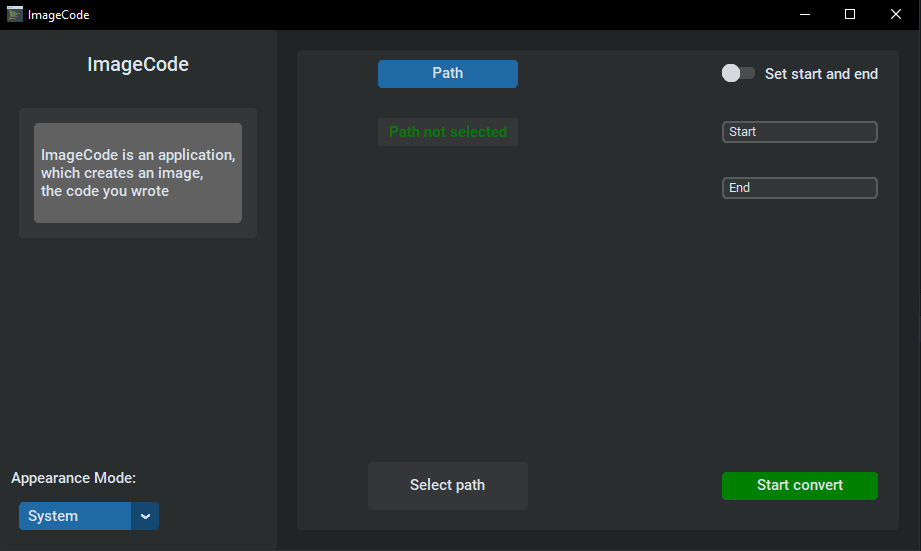 ImageCode
ImageCode
ImageCode is an application,
which creates an image,
the code you wrote
Appearance Mode:
System
Path
Path not selected
Select path
Set start and end
Start
End
Start convert